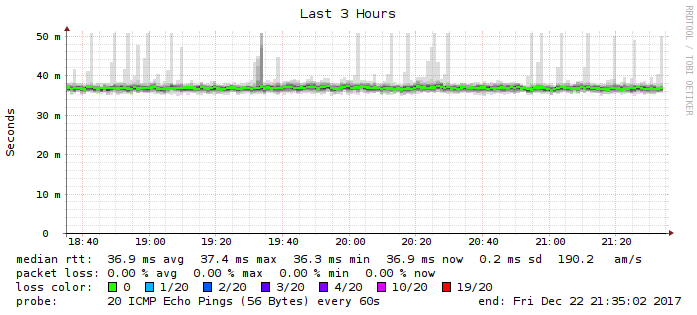 Last 3 Hours
RRDTOOL / TOBI OETIKER
Seconds
50 m
40 m
30 m
20 m
10 m
0
18:40 19:00 19:20 19:40 20:00 20:20 20:40 21:00 21:20
median rtt: 36.9 ms avg 37.4 ms max 36.3 ms min 36.9 ms now 0.2 ms sd 190.2 am/s
packet loss: 0.00 % avg 0.00 % max 0.00 % min 0.00 % now
loss color: 0 1/20 2/20 3/20 4/20 10/20 19/20
probe: 20 ICMP Echo Pings (56 Bytes) every 60s end: Fri Dec 22 21:35:02 2017